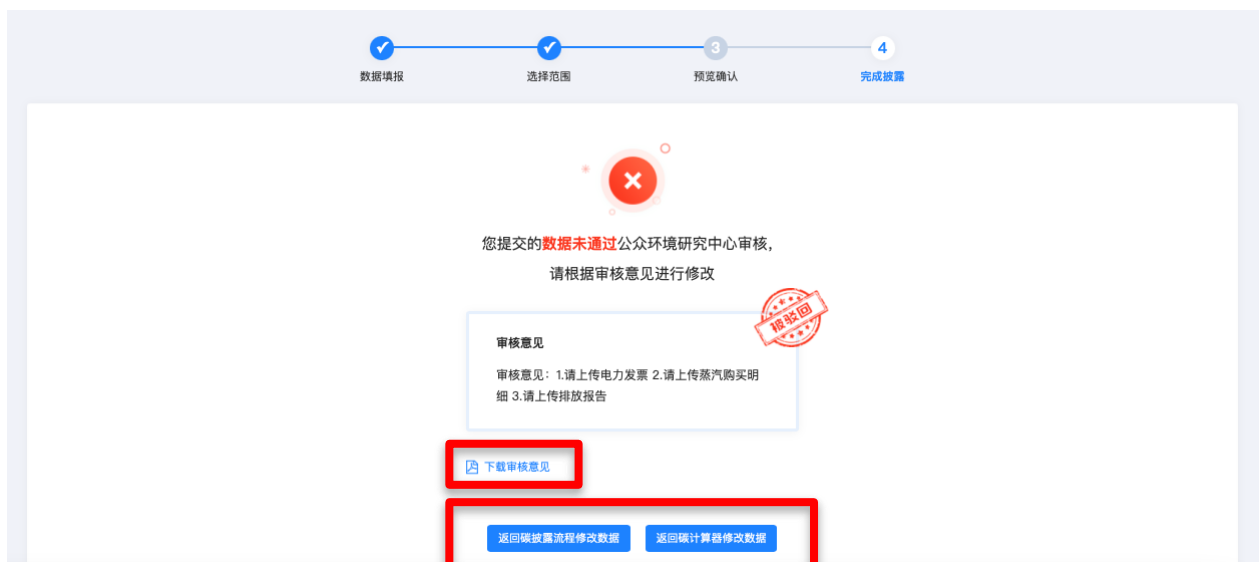 3
4
数据填报
选择范围
预览确认
完成披露
您提交的数据未通过公众环境研究中心审核，
请根据审核意见进行修改
被驳回
审核意见
审核意见：1.请上传电力发票 2.请上传蒸汽购买明
细 3.请上传排放报告
下载审核意见
返回碳披露流程修改数据
返回碳计算器修改数据